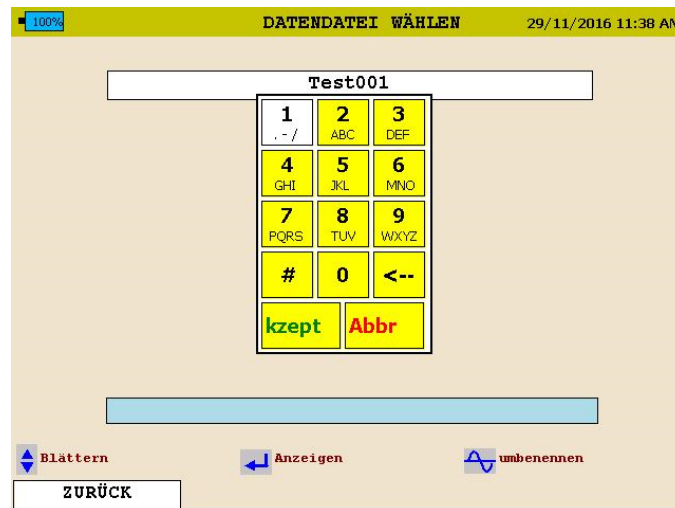 100% DATENDATEI WÄHLEN 29/11/2016 11:38 AM
Test001
1 2 3
.-/ ABC DEF
4 5 6
GHI JKL MNO
7 8 9
PQRS TUV WXYZ
# 0 <--
kzept Abbr
Blättern Anzeigen umbenennen
ZURÜCK